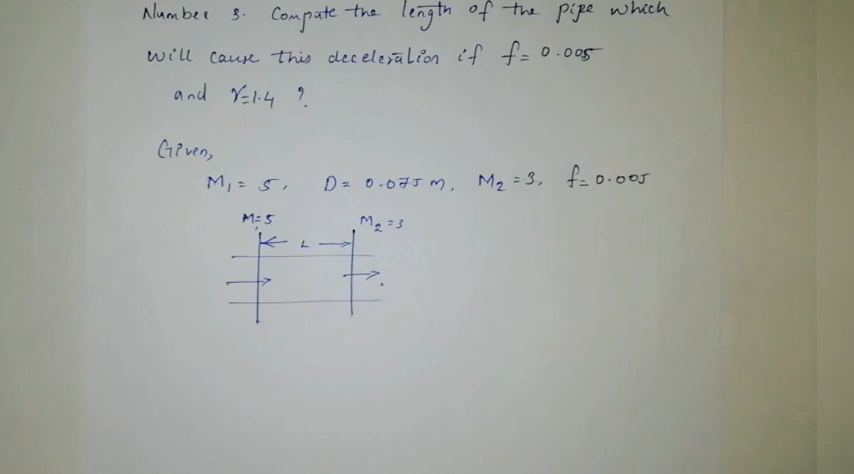 Number 3. Compute the length of the pipe which
will cause this deceleration if f= 0.005
and γ=1.4 ?
Given,
M₁ = 5, D= 0.075 m, M₂ = 3, f= 0.005
M₁=5 M₂ =3
L